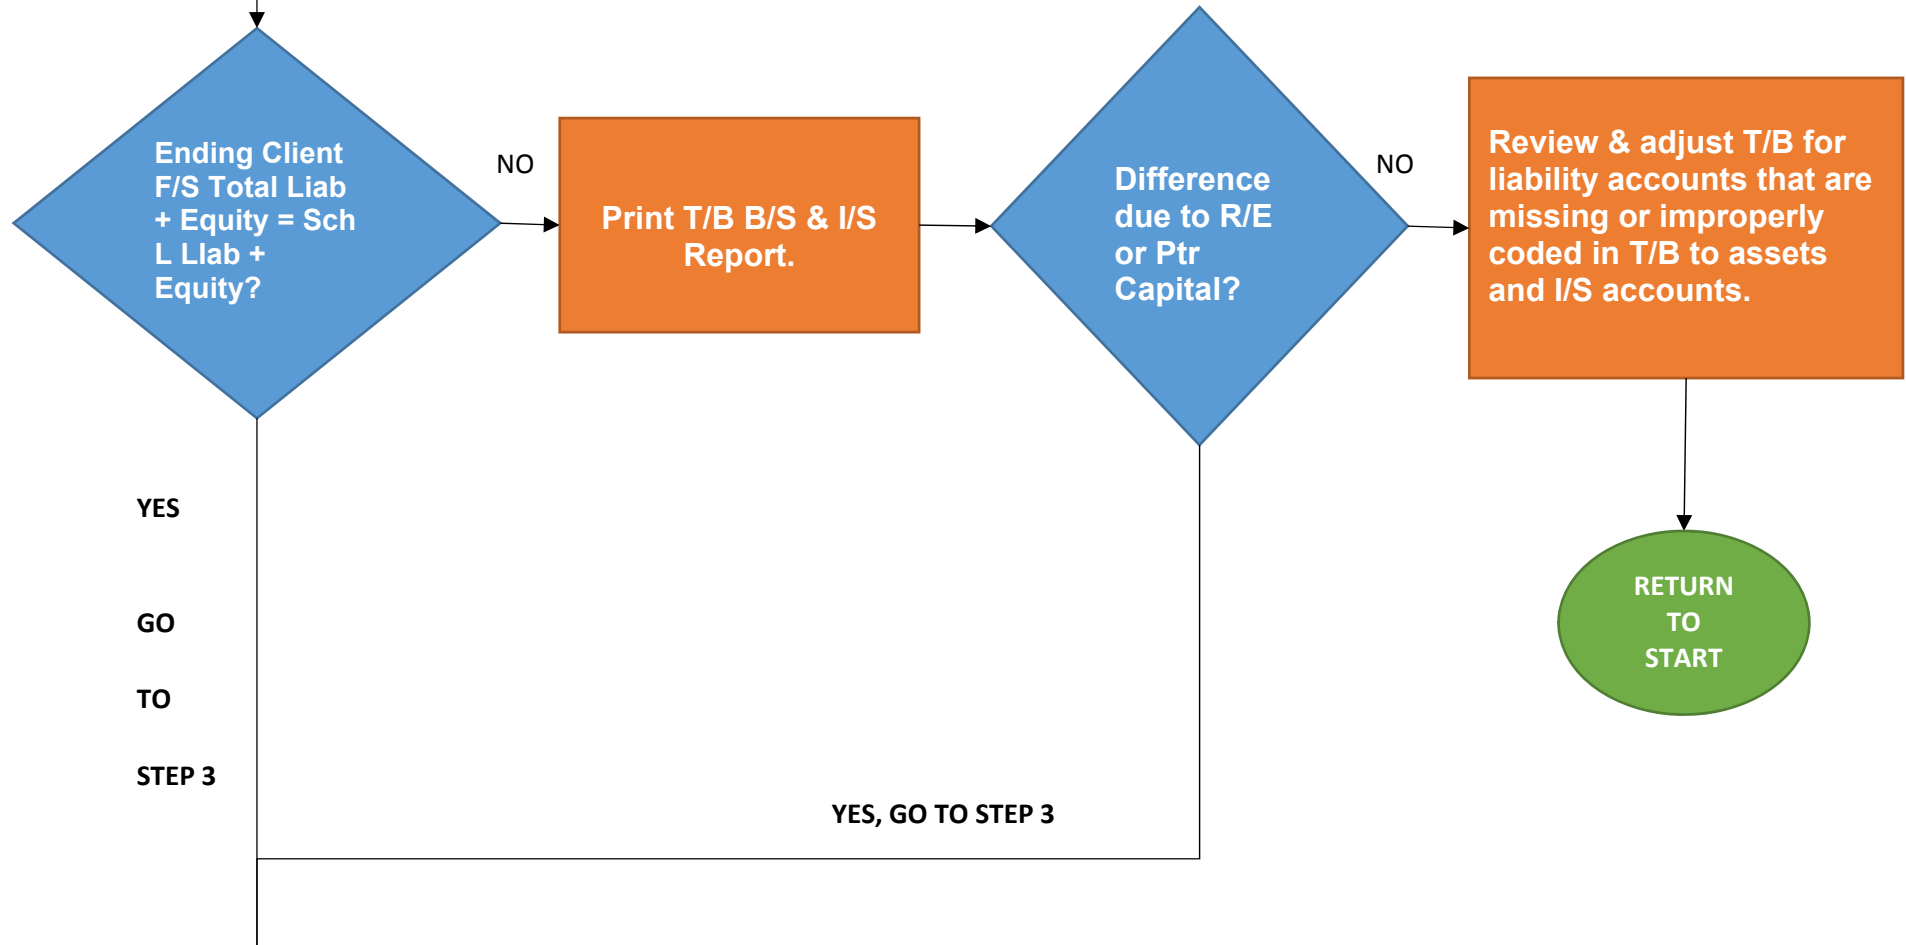 Ending Client
F/S Total Liab
+ Equity = Sch
L Llab +
Equity?
NO
Print T/B B/S & I/S
Report.
Difference
due to R/E
or Ptr
Capital?
NO
Review & adjust T/B for
liability accounts that are
missing or improperly
coded in T/B to assets
and I/S accounts.
YES
GO
TO
STEP 3
YES, GO TO STEP 3
RETURN
TO
START